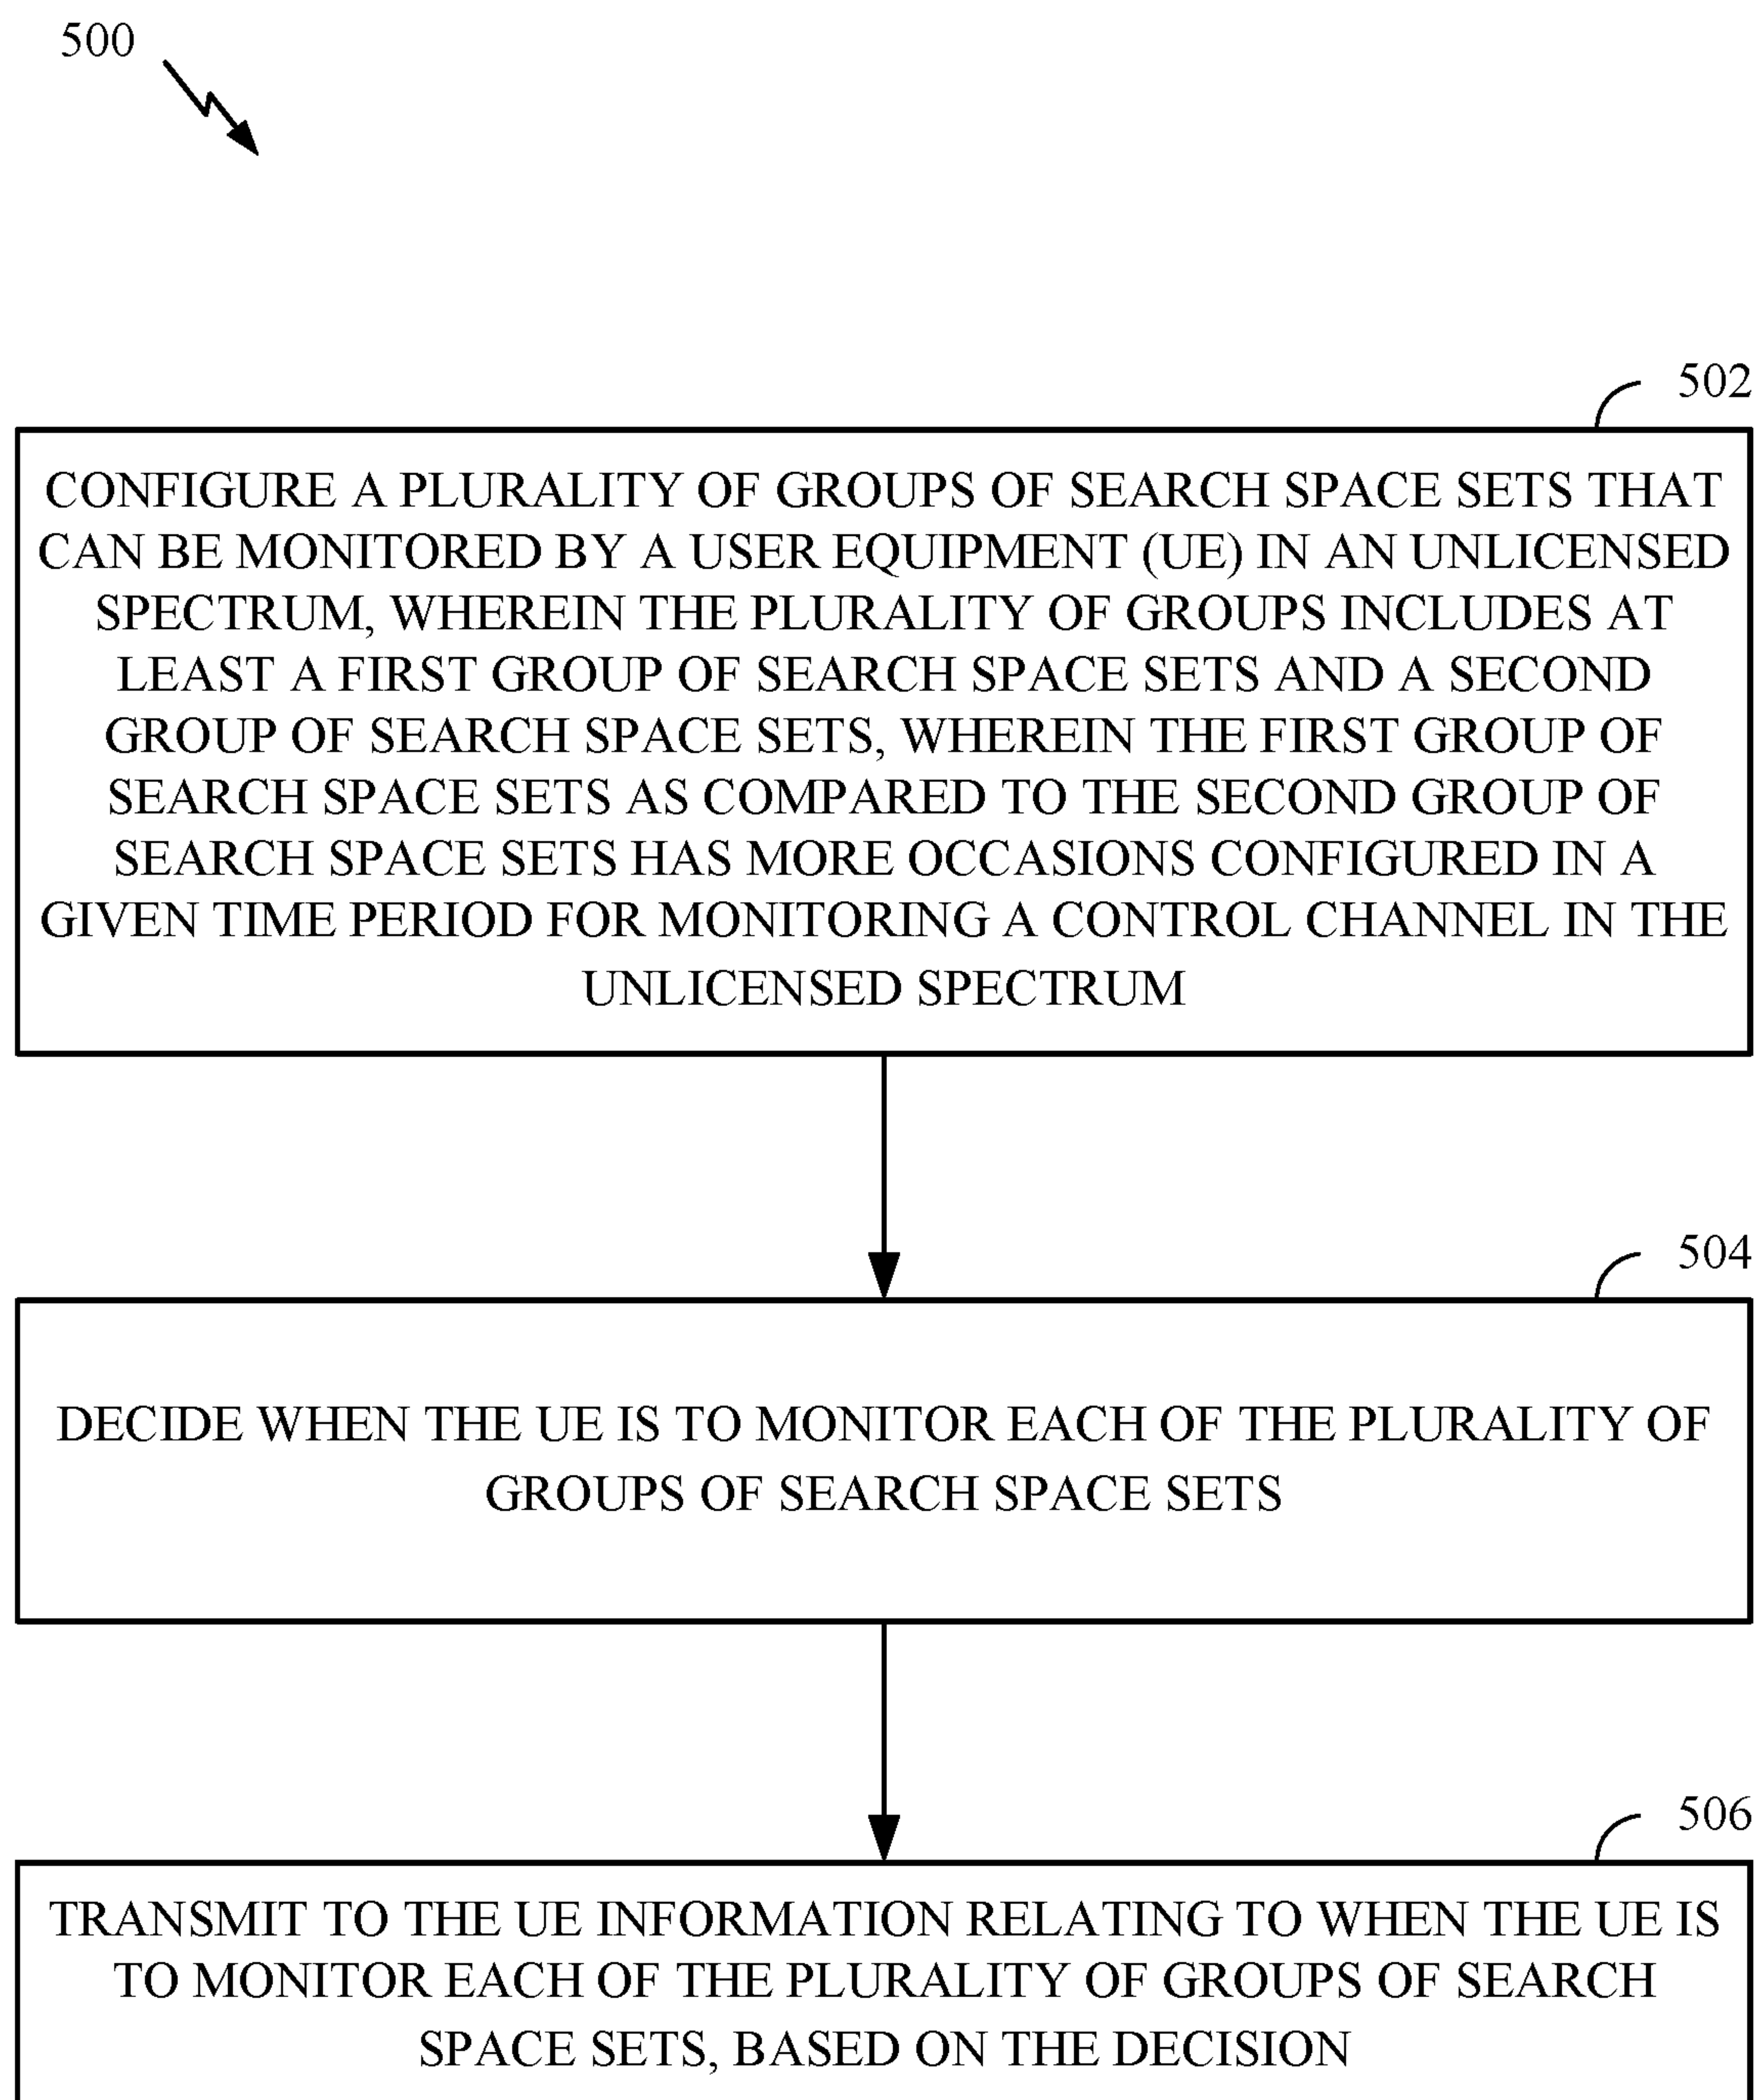 500
502
CONFIGURE A PLURALITY OF GROUPS OF SEARCH SPACE SETS THAT
CAN BE MONITORED BY A USER EQUIPMENT (UE) IN AN UNLICENSED
SPECTRUM, WHEREIN THE PLURALITY OF GROUPS INCLUDES AT
LEAST A FIRST GROUP OF SEARCH SPACE SETS AND A SECOND
GROUP OF SEARCH SPACE SETS, WHEREIN THE FIRST GROUP OF
SEARCH SPACE SETS AS COMPARED TO THE SECOND GROUP OF
SEARCH SPACE SETS HAS MORE OCCASIONS CONFIGURED IN A
GIVEN TIME PERIOD FOR MONITORING A CONTROL CHANNEL IN THE
UNLICENSED SPECTRUM
504
DECIDE WHEN THE UE IS TO MONITOR EACH OF THE PLURALITY OF
GROUPS OF SEARCH SPACE SETS
506
TRANSMIT TO THE UE INFORMATION RELATING TO WHEN THE UE IS
TO MONITOR EACH OF THE PLURALITY OF GROUPS OF SEARCH
SPACE SETS, BASED ON THE DECISION